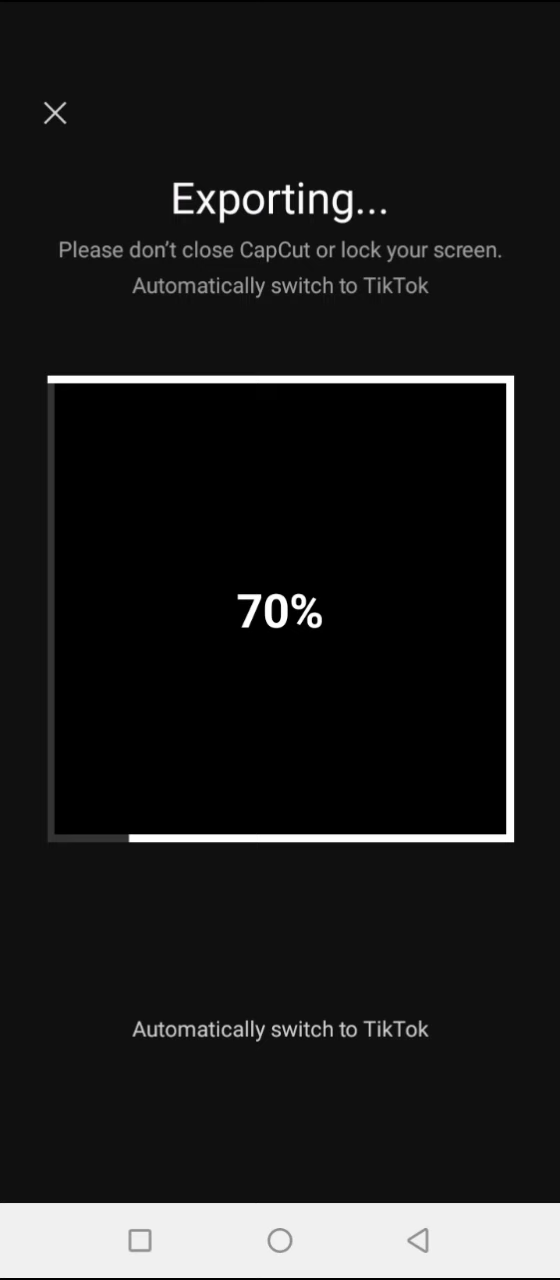 Exporting...
Please don't close CapCut or lock your screen.
Automatically switch to TikTok
70%
Automatically switch to TikTok